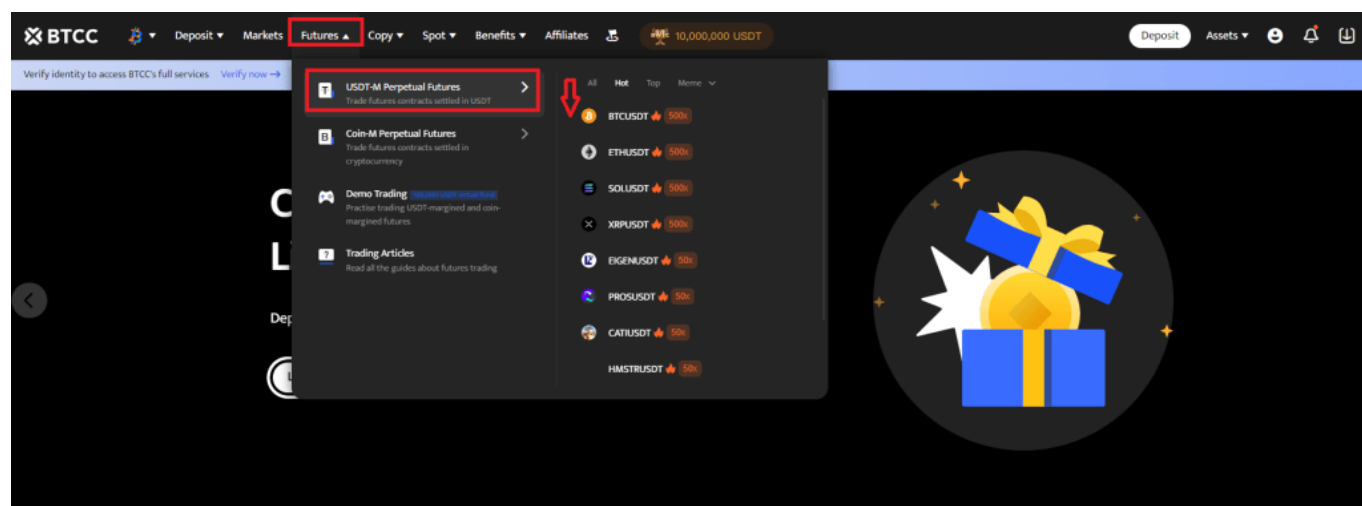 BTCC
Deposit
Markets
Futures
Copy
Spot
Benefits
Affiliates
10,000,000 USDT
Deposit
Assets
Verify identity to access BTCC's full services Verify now →
USDT-M Perpetual Futures
Trade futures contracts settled in USDT
Coin-M Perpetual Futures
Trade futures contracts settled in
cryptocurrency
Demo Trading
Practise trading USDT-margined and coin-
margined futures
Trading Articles
Read all the guides about futures trading
All Hot Top Meme
BTCUSDT 500x
ETHUSDT 500x
SOLUSDT 500x
XRPUSDT 500x
EIGENUSDT 50x
PROSUSDT 50x
CATIUSDT 50x
HMSTRUSDT 50x
C
L
Dep